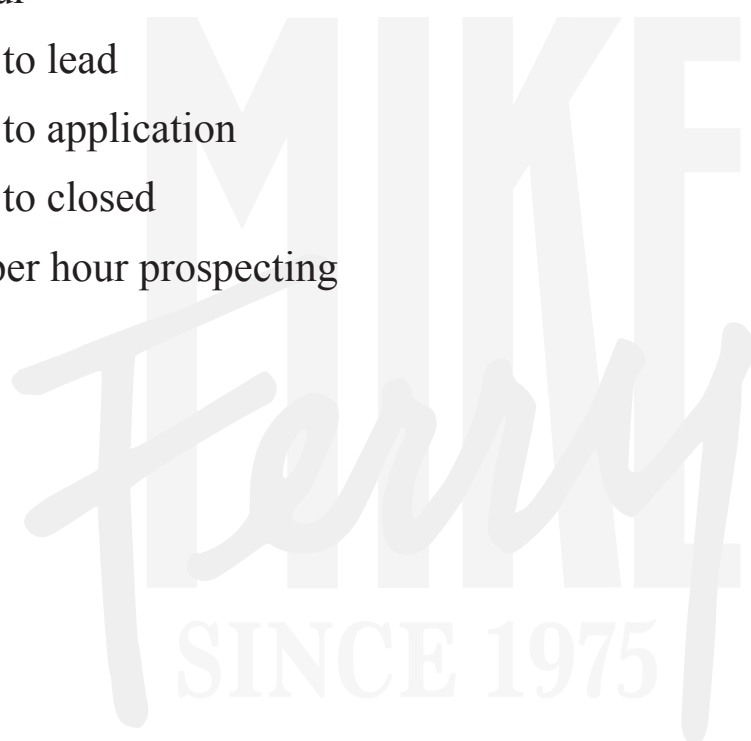 to lead
to application
to closed
per hour prospecting
MIKE
Ferry
SINCE 1975